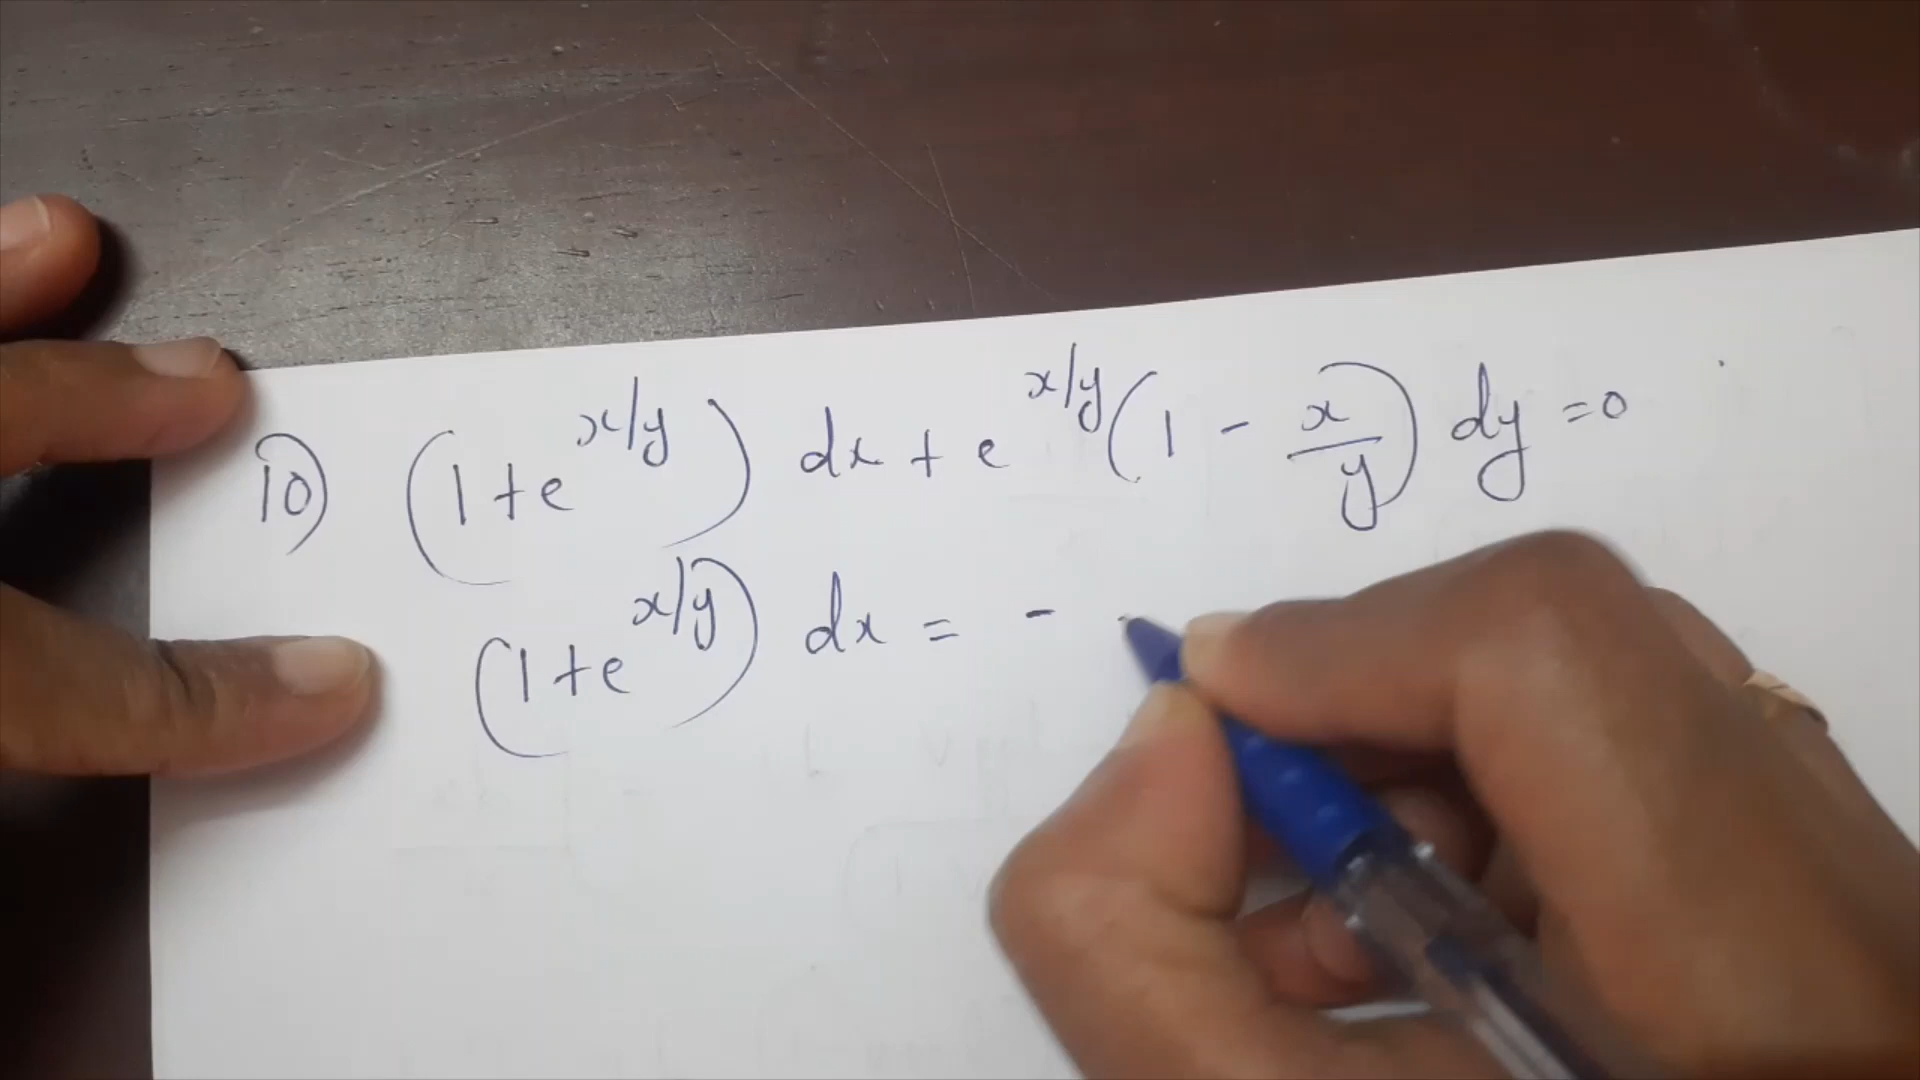 10) (1+e^{x/y}) dx + e^{x/y} (1 - x/y) dy = 0
(1+e^{x/y}) dx = -